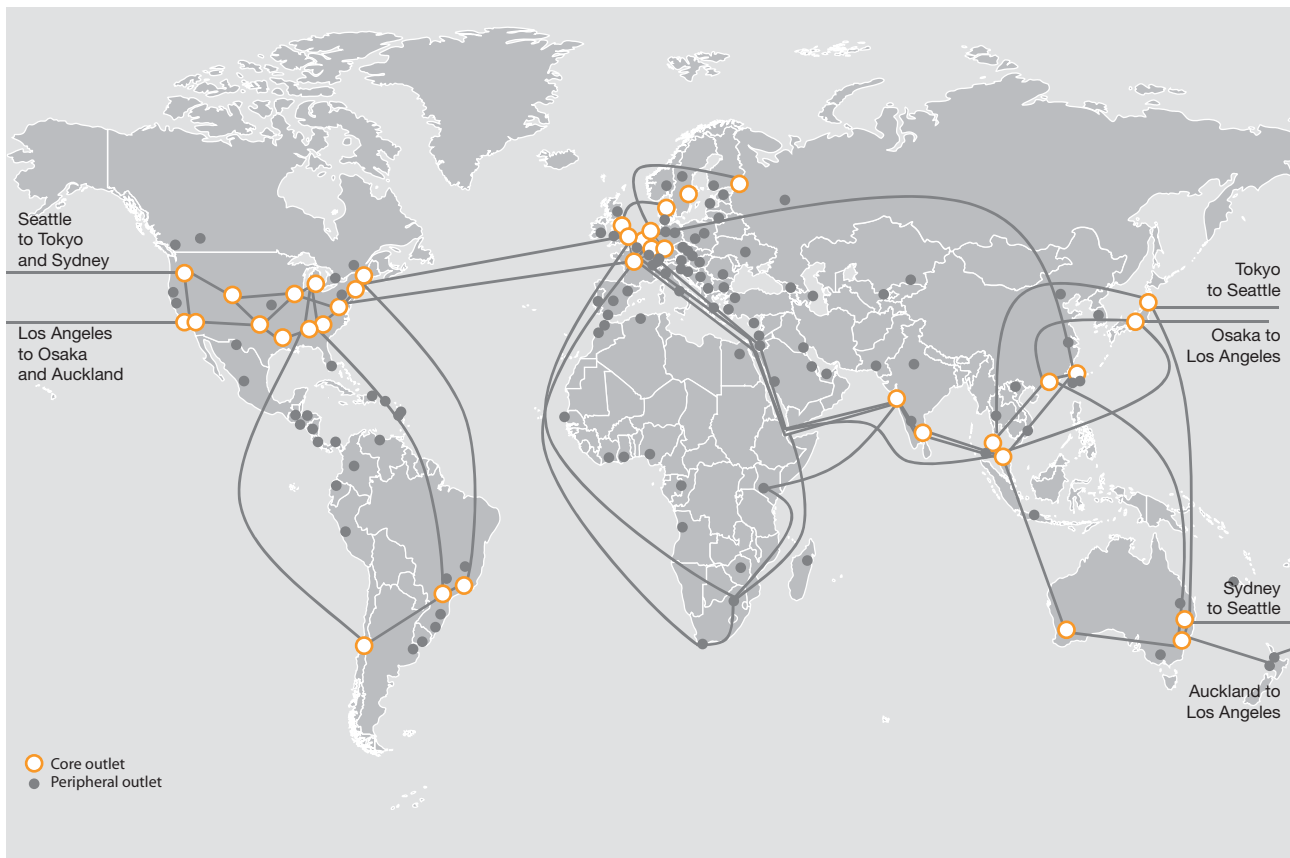 Seattle
to Tokyo
and Sydney
Los Angeles
to Osaka
and Auckland
Tokyo
to Seattle
Osaka to
Los Angeles
Sydney
to Seattle
Auckland to
Los Angeles
Core outlet
Peripheral outlet